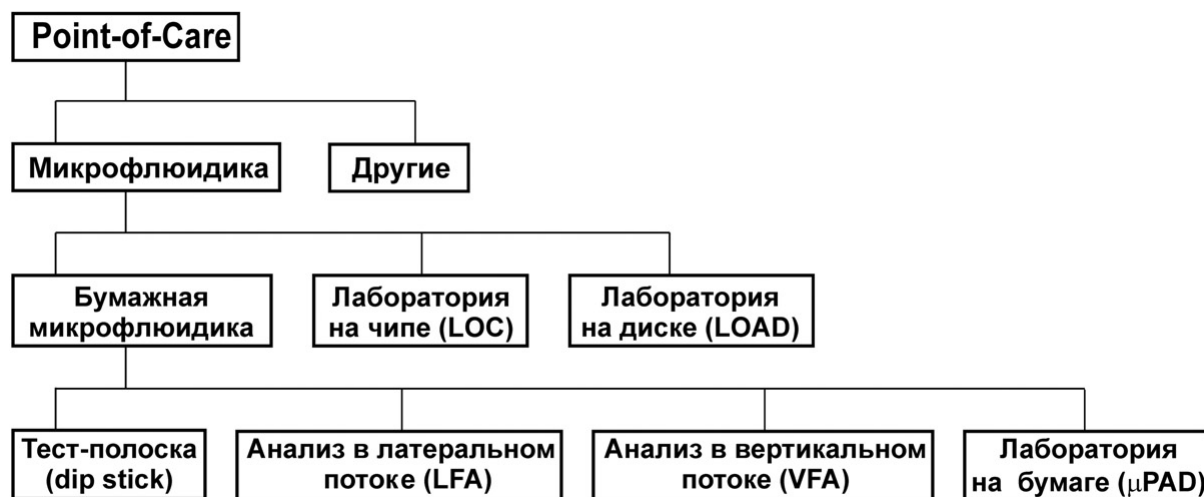 Point-of-Care
Микрофлюидика
Другие
Бумажная
микрофлюидика
Лаборатория
на чипе (LOC)
Лаборатория
на диске (LOAD)
Тест-полоска
(dip stick)
Анализ в латеральном
потоке (LFA)
Анализ в вертикальном
потоке (VFA)
Лаборатория
на бумаге (μPAD)